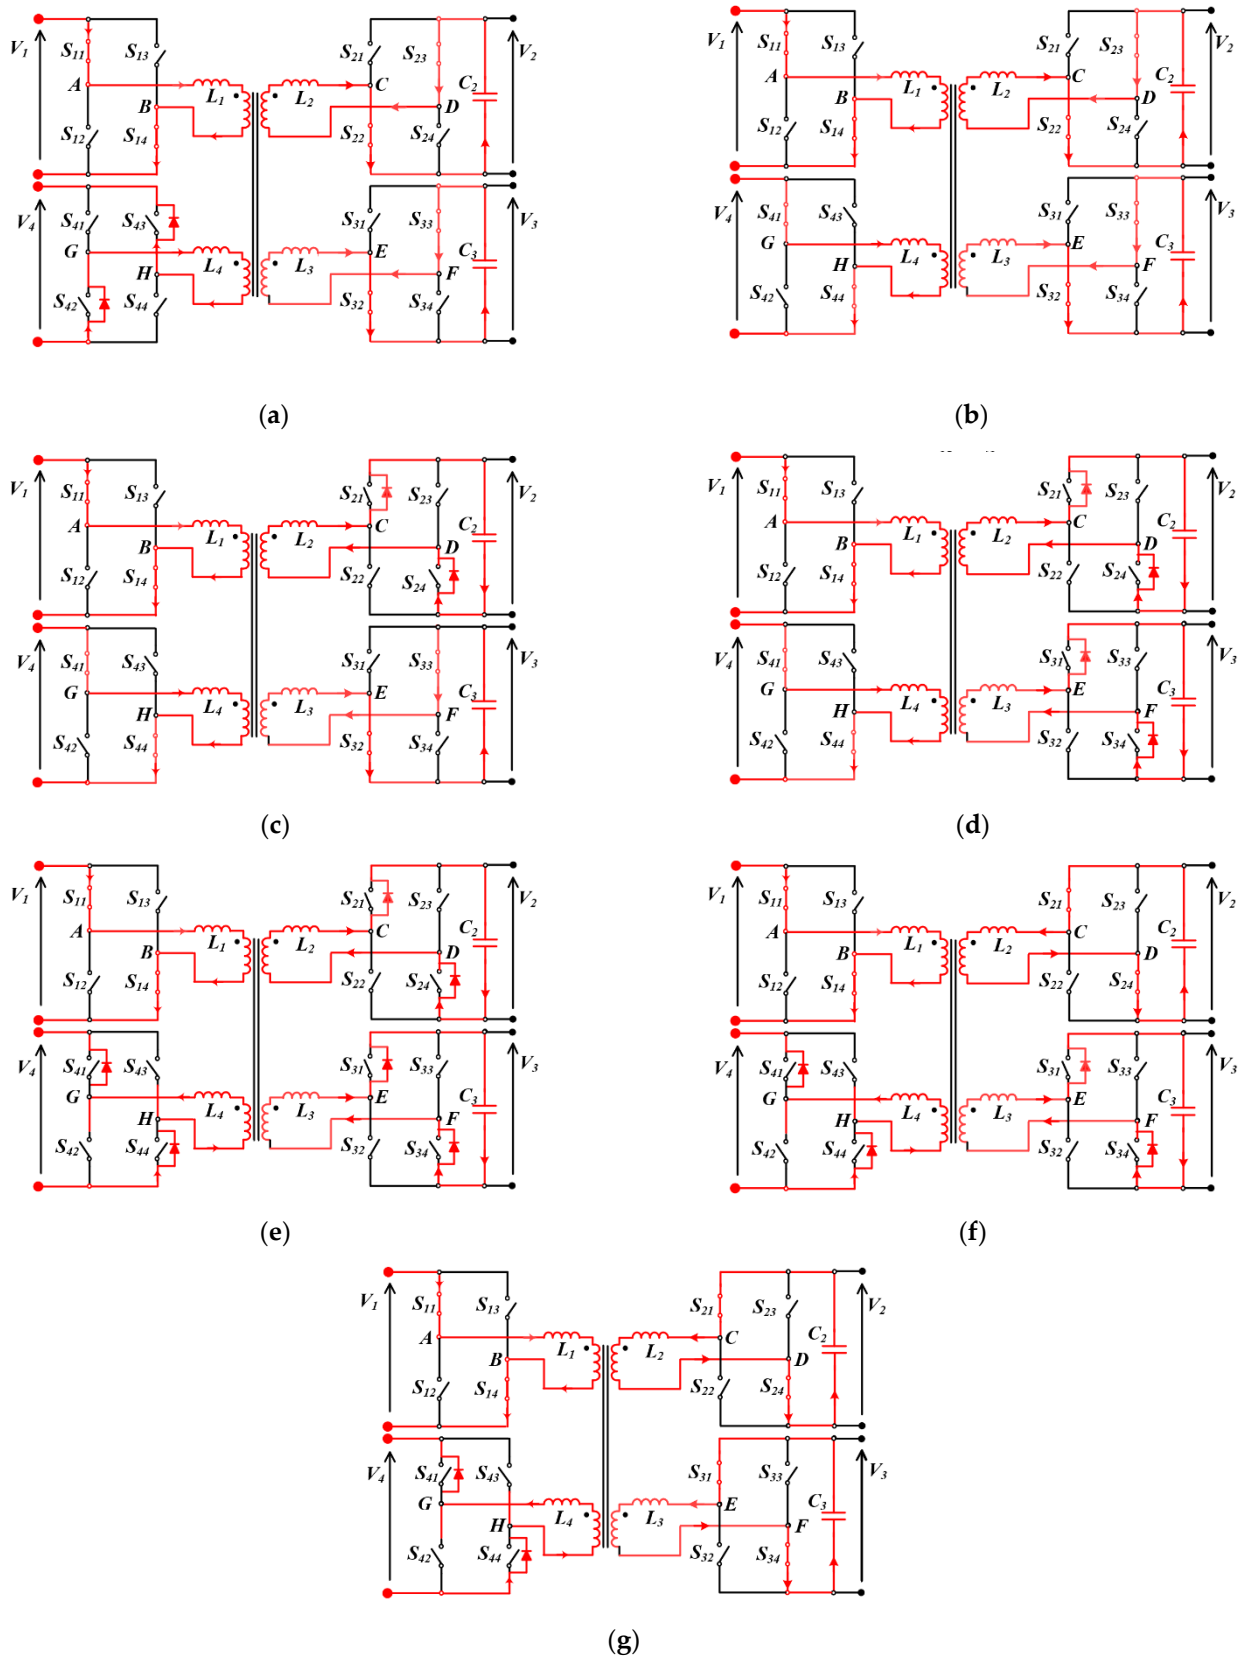 V1 S11 S13 A B S12 S14 L1 L2 S21 S23 C D S22 S24 C2 V2
V4 S41 S43 G H S42 S44 L4 L3 S31 S33 E F S32 S34 C3 V3
(a)
V1 S11 S13 A B S12 S14 L1 L2 S21 S23 C D S22 S24 C2 V2
V4 S41 S43 G H S42 S44 L4 L3 S31 S33 E F S32 S34 C3 V3
(b)
V1 S11 S13 A B S12 S14 L1 L2 S21 S23 C D S22 S24 C2 V2
V4 S41 S43 G H S42 S44 L4 L3 S31 S33 E F S32 S34 C3 V3
(c)
V1 S11 S13 A B S12 S14 L1 L2 S21 S23 C D S22 S24 C2 V2
V4 S41 S43 G H S42 S44 L4 L3 S31 S33 E F S32 S34 C3 V3
(d)
V1 S11 S13 A B S12 S14 L1 L2 S21 S23 C D S22 S24 C2 V2
V4 S41 S43 G H S42 S44 L4 L3 S31 S33 E F S32 S34 C3 V3
(e)
V1 S11 S13 A B S12 S14 L1 L2 S21 S23 C D S22 S24 C2 V2
V4 S41 S43 G H S42 S44 L4 L3 S31 S33 E F S32 S34 C3 V3
(f)
V1 S11 S13 A B S12 S14 L1 L2 S21 S23 C D S22 S24 C2 V2
V4 S41 S43 G H S42 S44 L4 L3 S31 S33 E F S32 S34 C3 V3
(g)